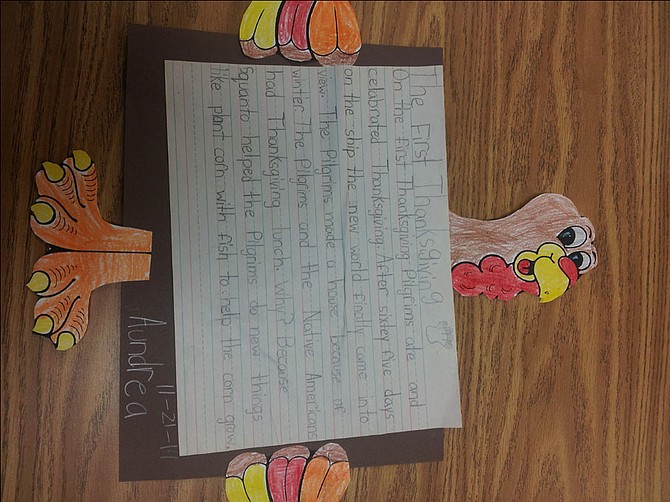 The First Thanksgiving
On the first Thanksgiving Pilgrims ate and
celebrated Thanksgiving. After sixty five days
on the ship the new world finally came into
view. The Pilgrims made a house because of
winter. The Pilgrims and the Native Americans
had Thanksgiving lunch. Why? Because
Squanto helped the Pilgrims do new things
like plant corn with fish to help the corn grow.
11-21-11
Aundrea